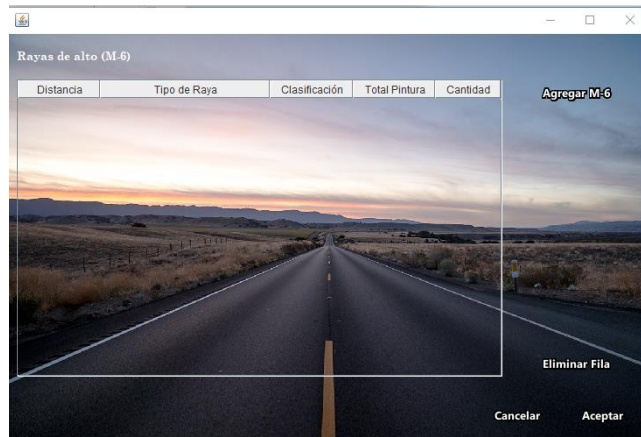 Rayas de alto (M-6)
Distancia Tipo de Raya Clasificación Total Pintura Cantidad
Agregar M-6
Eliminar Fila
Cancelar Aceptar